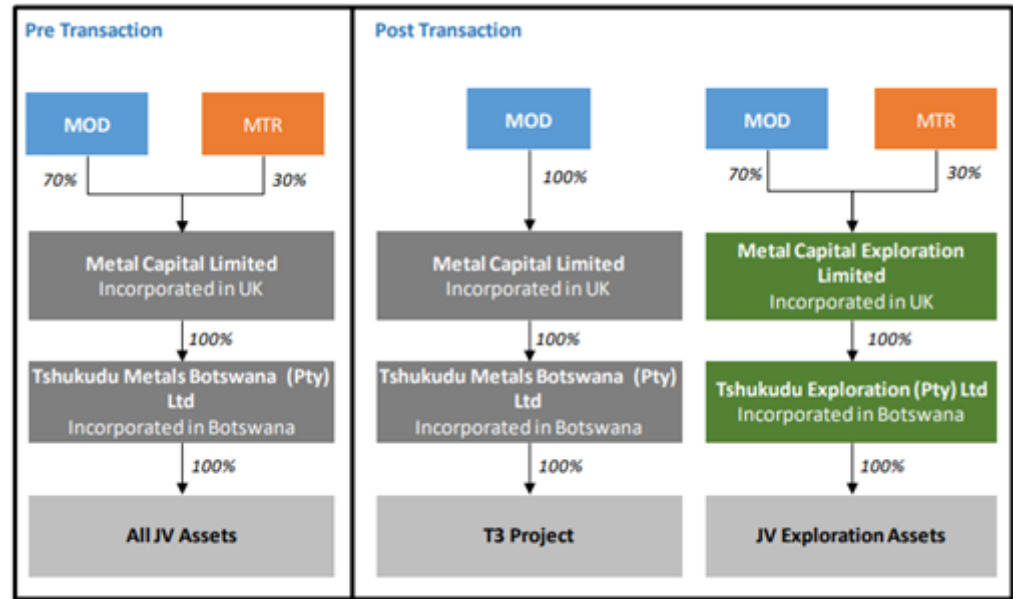 Pre Transaction
MOD
MTR
70%
30%
Metal Capital Limited
Incorporated in UK
100%
Tshukudu Metals Botswana (Pty)
Ltd
Incorporated in Botswana
100%
All JV Assets
Post Transaction
MOD
100%
Metal Capital Limited
Incorporated in UK
100%
Tshukudu Metals Botswana (Pty)
Ltd
Incorporated in Botswana
100%
T3 Project
MOD
MTR
70%
30%
Metal Capital Exploration
Limited
Incorporated in UK
100%
Tshukudu Exploration (Pty) Ltd
Incorporated in Botswana
100%
JV Exploration Assets